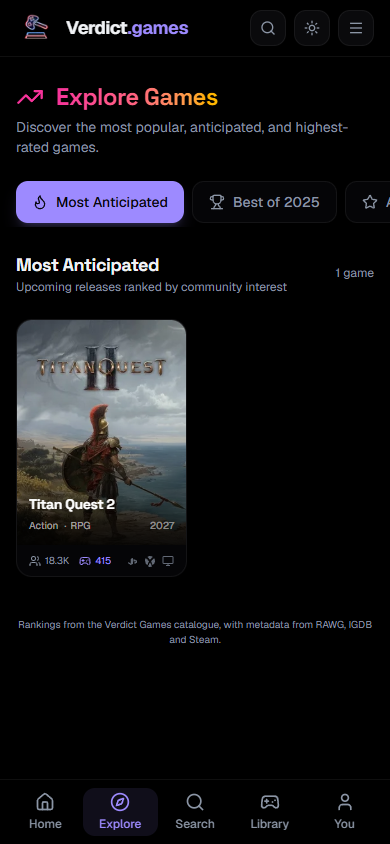 Verdict.games
Explore Games
Discover the most popular, anticipated, and highest-
rated games.
Most Anticipated
Best of 2025
Most Anticipated
1 game
Upcoming releases ranked by community interest
TITAN QUEST
II
Titan Quest 2
Action · RPG
2027
18.3K
415
Rankings from the Verdict Games catalogue, with metadata from RAWG, IGDB
and Steam.
Home
Explore
Search
Library
You